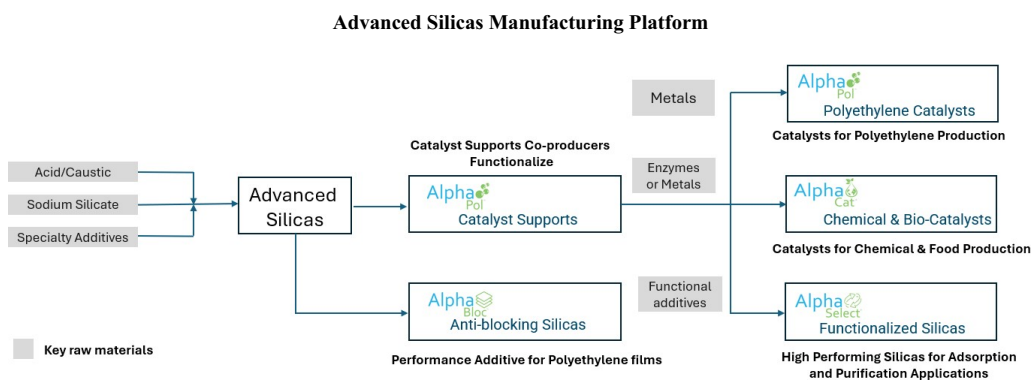 Advanced Silicas Manufacturing Platform
Acid/Caustic
Sodium Silicate
Specialty Additives
Advanced
Silicas
Catalyst Supports Co-producers
Functionalize
Alpha
Pol
Catalyst Supports
Alpha
Bloc
Anti-blocking Silicas
Performance Additive for Polyethylene films
Metals
Enzymes
or Metals
Functional
additives
Alpha
Pol
Polyethylene Catalysts
Catalysts for Polyethylene Production
Alpha
Cat
Chemical & Bio-Catalysts
Catalysts for Chemical & Food Production
Alpha
Select
Functionalized Silicas
High Performing Silicas for Adsorption
and Purification Applications
Key raw materials